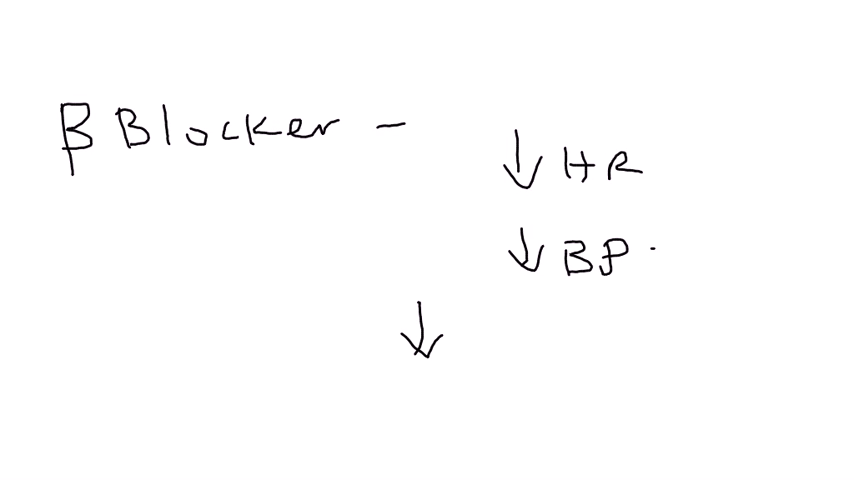 β Blocker -
↓ HR
↓ BP.
↓